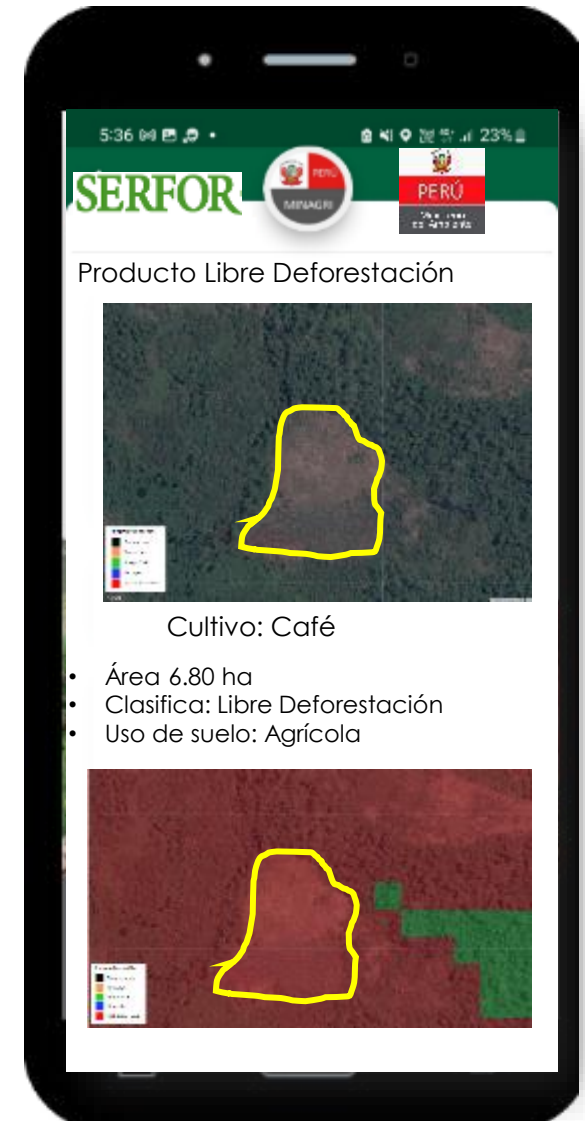 5:36
23%
SERFOR
PERÚ
MINAGRI
PERÚ
Producto Libre Deforestación
Cultivo: Café
• Área 6.80 ha
• Clasifica: Libre Deforestación
• Uso de suelo: Agrícola